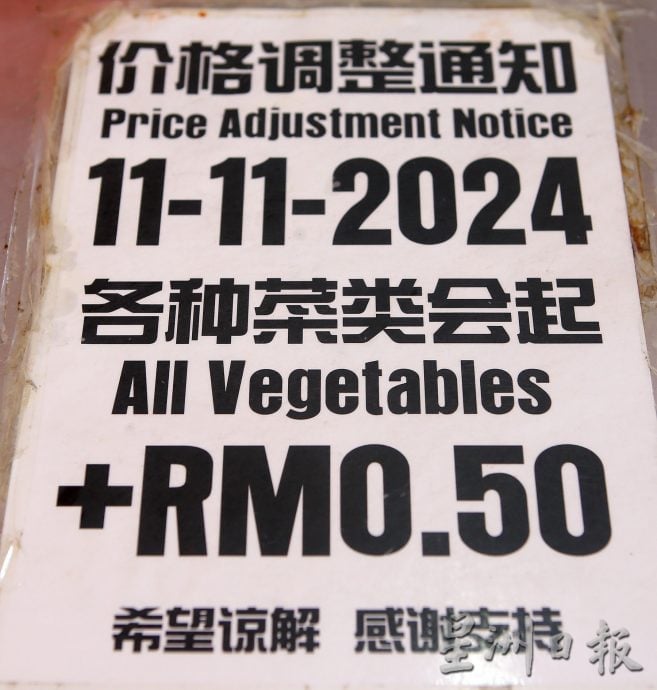 价格调整通知
Price Adjustment Notice
11-11-2024
各种菜类会起
All Vegetables
+RM0.50
希望谅解 感谢支持
星洲日报